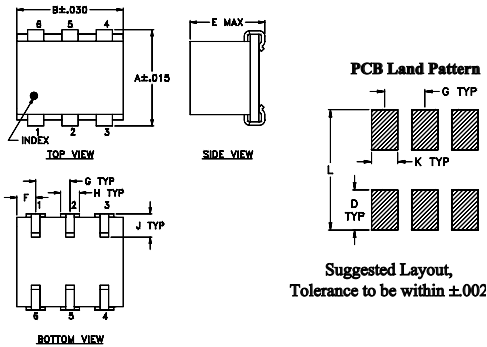 B±.030
E MAX
6 5 4
A±.015
1 2 3
INDEX
TOP VIEW
SIDE VIEW
PCB Land Pattern
G TYP
K TYP
L
D
TYP
Suggested Layout,
Tolerance to be within ±.002
G TYP
H TYP
F
1 2 3
J TYP
6 5 4
BOTTOM VIEW